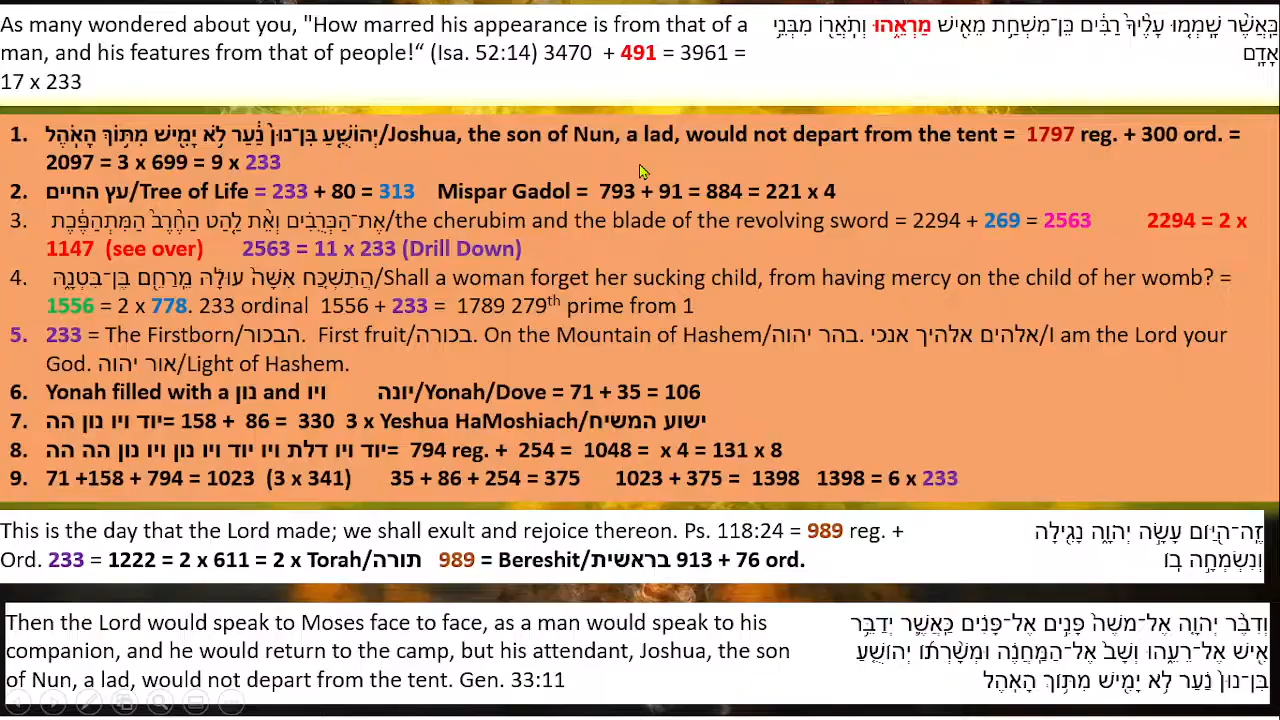 As many wondered about you, "How marred his appearance is from that of a
man, and his features from that of people!“ (Isa. 52:14) 3470 + 491 = 3961 =
17 x 233
כַּאֲשֶׁ֨ר שָׁמְמ֤וּ עָלֶ֙יךָ֙ רַבִּ֔ים כֵּן־מִשְׁחַ֥ת מֵאִ֖ישׁ מַרְאֵ֑הוּ וְתֹאֲר֖וֹ מִבְּנֵ֥י
אָדָֽם
1. יְהוֹשֻׁ֤עַ בִּן־נוּן֙ נַ֔עַר לֹ֥א יָמִ֖ישׁ מִתּ֥וֹךְ הָאֹֽהֶל/Joshua, the son of Nun, a lad, would not depart from the tent = 1797 reg. + 300 ord. =
2097 = 3 x 699 = 9 x 233
2. עץ החיים/Tree of Life = 233 + 80 = 313 Mispar Gadol = 793 + 91 = 884 = 221 x 4
3. אֶת־הַכְּרֻבִ֗ים וְאֵ֨ת לַ֤הַט הַחֶ֙רֶב֙ הַמִּתְהַפֶּ֔כֶת/the cherubim and the blade of the revolving sword = 2294 + 269 = 2563 2294 = 2 x
1147 (see over) 2563 = 11 x 233 (Drill Down)
4. הֲתִשְׁכַּ֤ח אִשָּׁה֙ עוּלָ֔הּ מֵרַחֵ֖ם בֶּן־בִּטְנָ֑הּ/Shall a woman forget her sucking child, from having mercy on the child of her womb? =
1556 = 2 x 778. 233 ordinal 1556 + 233 = 1789 279th prime from 1
5. 233 = The Firstborn/הבכור. First fruit/בכורה. On the Mountain of Hashem/בהר יהוה. אלהים אלהיך אנכי/I am the Lord your
God. אור יהוה/Light of Hashem.
6. Yonah filled with a נון and ויו יונה/Yonah/Dove = 71 + 35 = 106
7. יוד ויו נון הה= 158 + 86 = 330 3 x Yeshua HaMoshiach/ישוע המשיח
8. יוד ויו דלת ויו יוד ויו נון ויו נון הה הה= 794 reg. + 254 = 1048 = x 4 = 131 x 8
9. 71 +158 + 794 = 1023 (3 x 341) 35 + 86 + 254 = 375 1023 + 375 = 1398 1398 = 6 x 233
This is the day that the Lord made; we shall exult and rejoice thereon. Ps. 118:24 = 989 reg. +
Ord. 233 = 1222 = 2 x 611 = 2 x Torah/תורה 989 = Bereshit/בראשית 913 + 76 ord.
זֶה־הַ֭יּוֹם עָשָׂ֣ה יְהוָ֑ה נָגִ֖ילָה
וְנִשְׂמְחָ֣ה בֽוֹ
Then the Lord would speak to Moses face to face, as a man would speak to his
companion, and he would return to the camp, but his attendant, Joshua, the son
of Nun, a lad, would not depart from the tent. Gen. 33:11
וְדִבֶּ֨ר יְהוָ֤ה אֶל־מֹשֶׁה֙ פָּנִ֣ים אֶל־פָּנִ֔ים כַּאֲשֶׁ֛ר יְדַבֵּ֥ר
אִ֖ישׁ אֶל־רֵעֵ֑הוּ וְשָׁב֙ אֶל־הַֽמַּחֲנֶ֔ה וּמְשָׁ֨רְת֜וֹ יְהוֹשֻׁ֤עַ
בִּן־נוּן֙ נַ֔עַר לֹ֥א יָמִ֖ישׁ מִתּ֥וֹךְ הָאֹֽהֶל